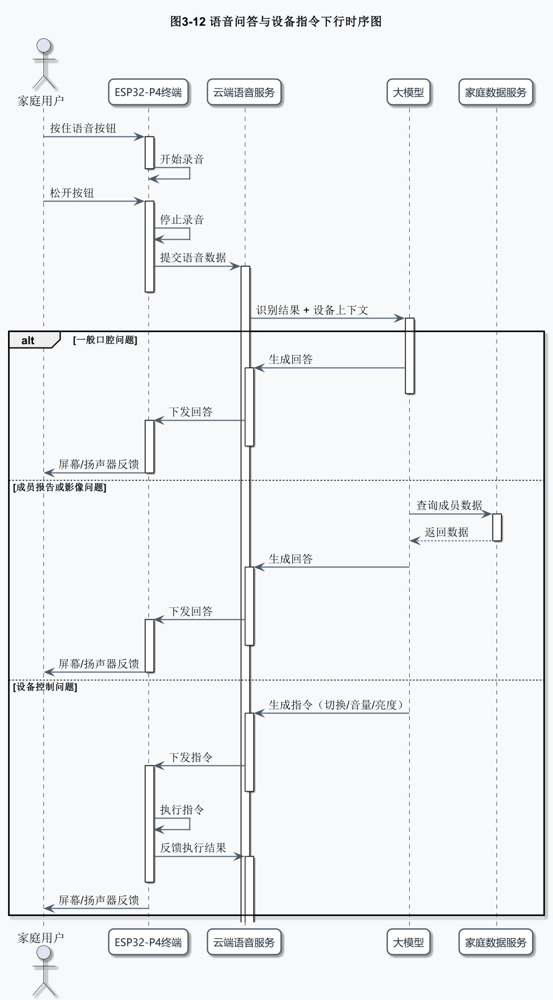 图3-12 语音问答与设备指令下行时序图
家庭用户
ESP32-P4终端
云端语音服务
大模型
家庭数据服务
按住语音按钮
开始录音
松开按钮
停止录音
提交语音数据
识别结果 + 设备上下文
alt
[一般口腔问题]
生成回答
下发回答
屏幕/扬声器反馈
[成员报告或影像问题]
查询成员数据
返回数据
生成回答
下发回答
屏幕/扬声器反馈
[设备控制问题]
生成指令（切换/音量/亮度）
下发指令
执行指令
反馈执行结果
屏幕/扬声器反馈
家庭用户
ESP32-P4终端
云端语音服务
大模型
家庭数据服务